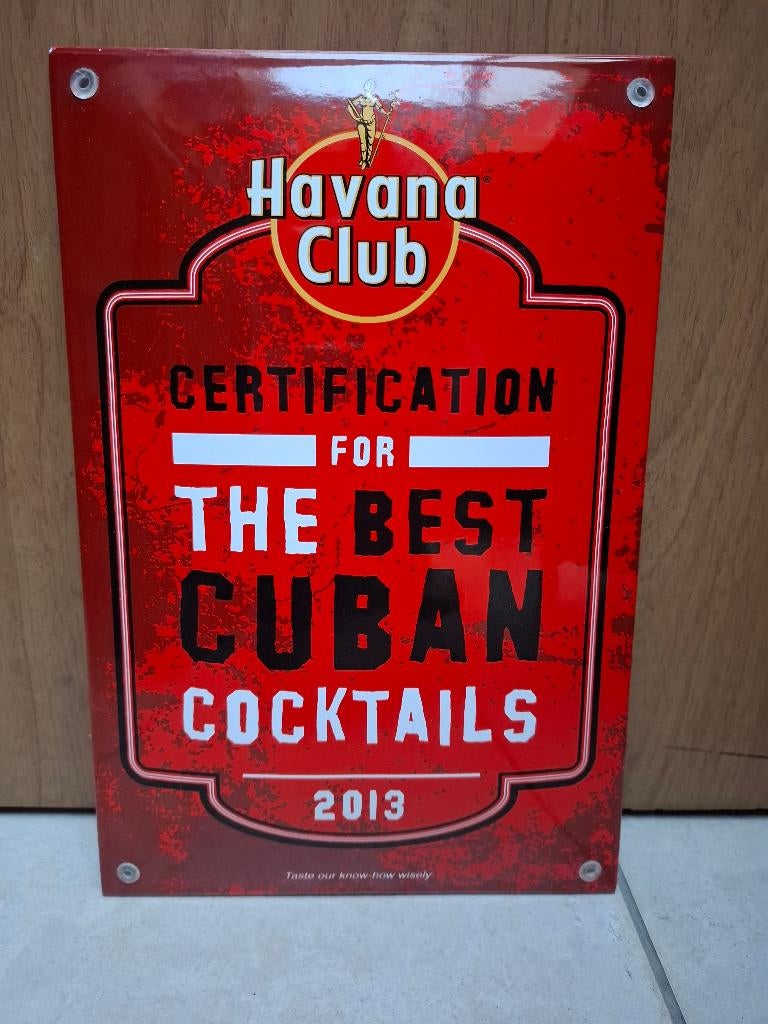 Havana®
Club
CERTIFICATION
FOR
THE BEST
CUBAN
COCKTAILS
2013
Taste our know-how wisely